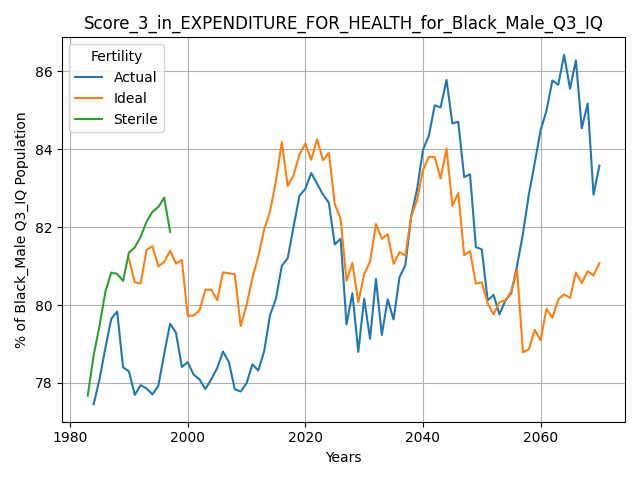 Score_3_in_EXPENDITURE_FOR_HEALTH_for_Black_Male_Q3_IQ
Fertility
Actual
Ideal
Sterile
% of Black_Male Q3_IQ Population
86
84
82
80
78
1980
2000
2020
2040
2060
Years